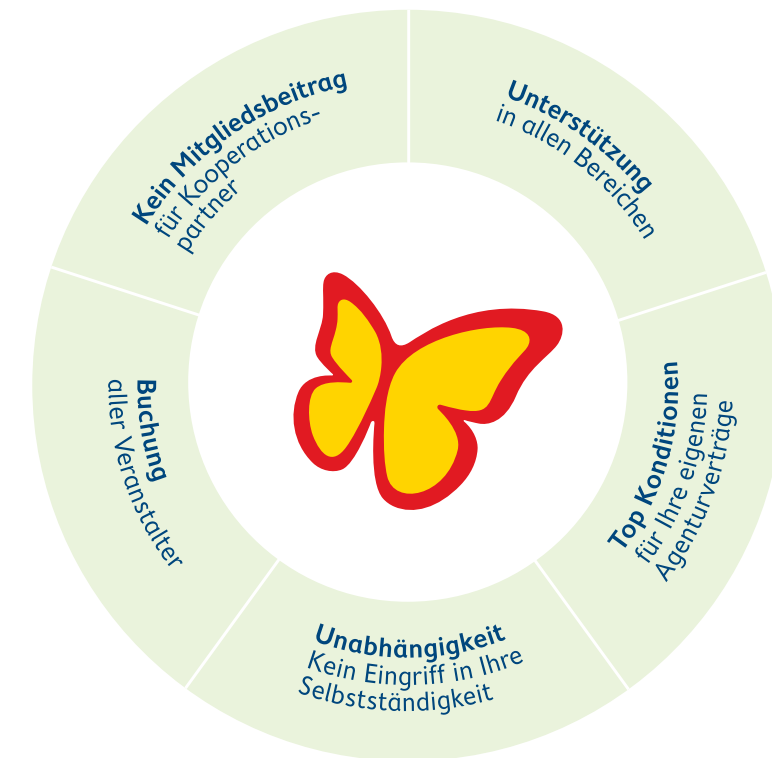 Kein Mitgliedsbeitrag
für Kooperations-
partner
Unterstützung
in allen Bereichen
Top Konditionen
für Ihre eigenen
Agenturverträge
Unabhängigkeit
Kein Eingriff in Ihre
Selbstständigkeit
Buchung
aller Veranstalter